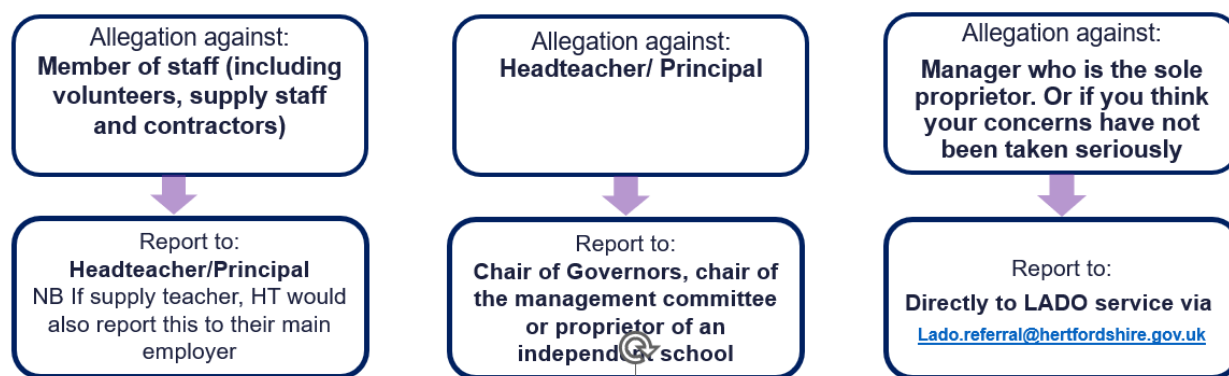 Allegation against:
Member of staff (including
volunteers, supply staff
and contractors)
Allegation against:
Headteacher/ Principal
Allegation against:
Manager who is the sole
proprietor. Or if you think
your concerns have not
been taken seriously
Report to:
Headteacher/Principal
NB If supply teacher, HT would
also report this to their main
employer
Report to:
Chair of Governors, chair of
the management committee
or proprietor of an
independent school
Report to:
Directly to LADO service via
Lado.referral@hertfordshire.gov.uk